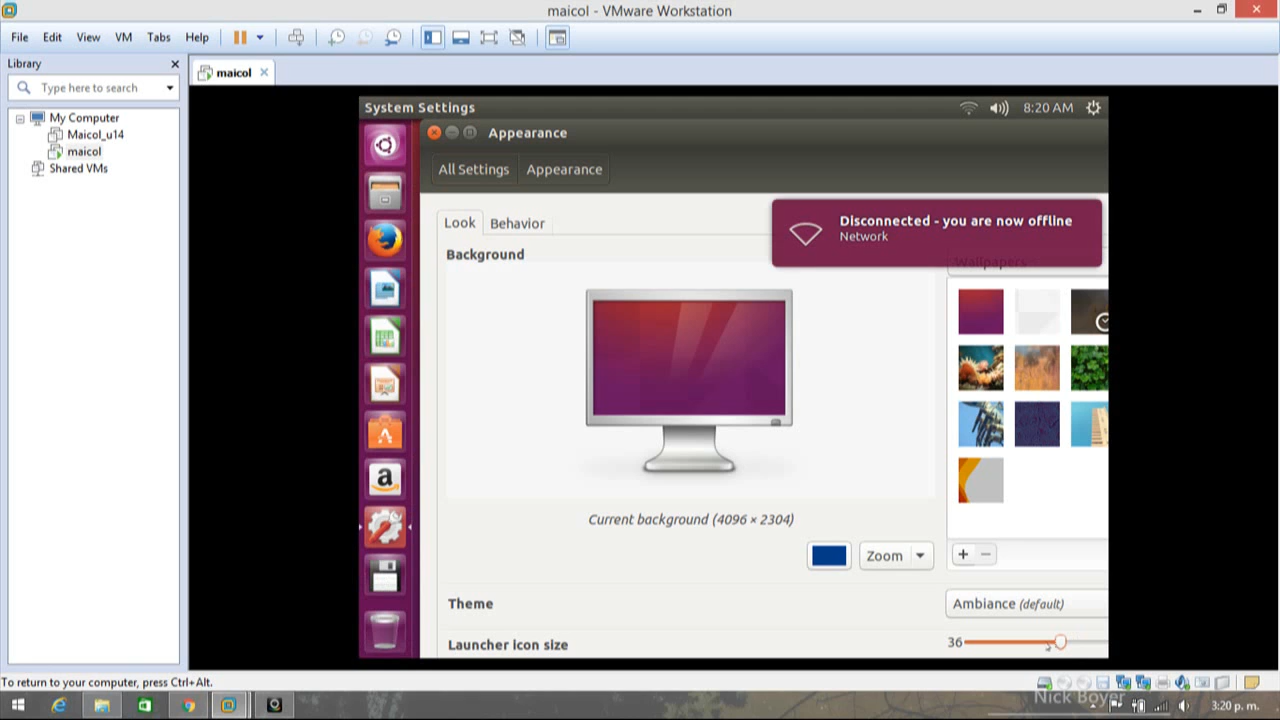 maicol - VMware Workstation
File Edit View VM Tabs Help
Library
Type here to search
My Computer
Maicol_u14
maicol
Shared VMs
maicol
System Settings
8:20 AM
Appearance
All Settings Appearance
Look Behavior
Disconnected - you are now offline
Network
Background
Wallpapers
Current background (4096 × 2304)
Zoom
Theme
Ambiance (default)
Launcher icon size
36
To return to your computer, press Ctrl+Alt.
Nick Boyer
3:20 p. m.